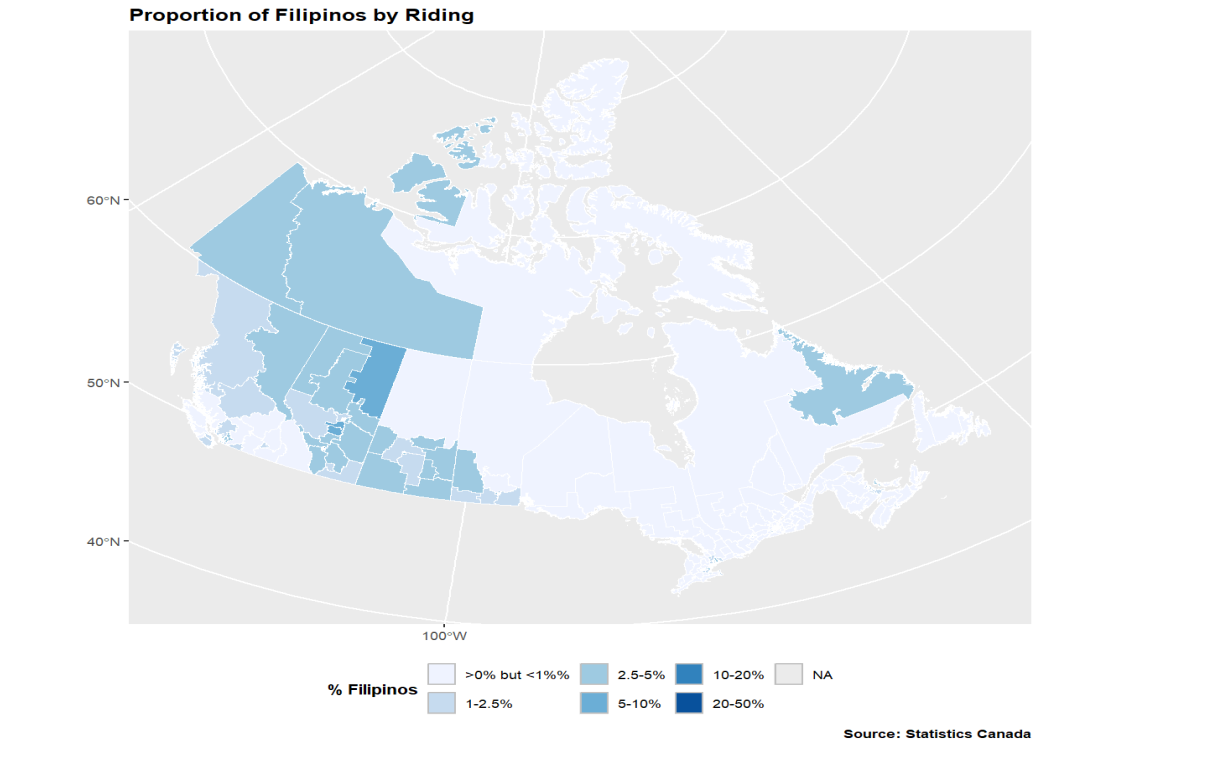 Proportion of Filipinos by Riding
60°N
50°N
40°N
100°W
% Filipinos
>0% but <1%%
2.5-5%
10-20%
NA
1-2.5%
5-10%
20-50%
Source: Statistics Canada